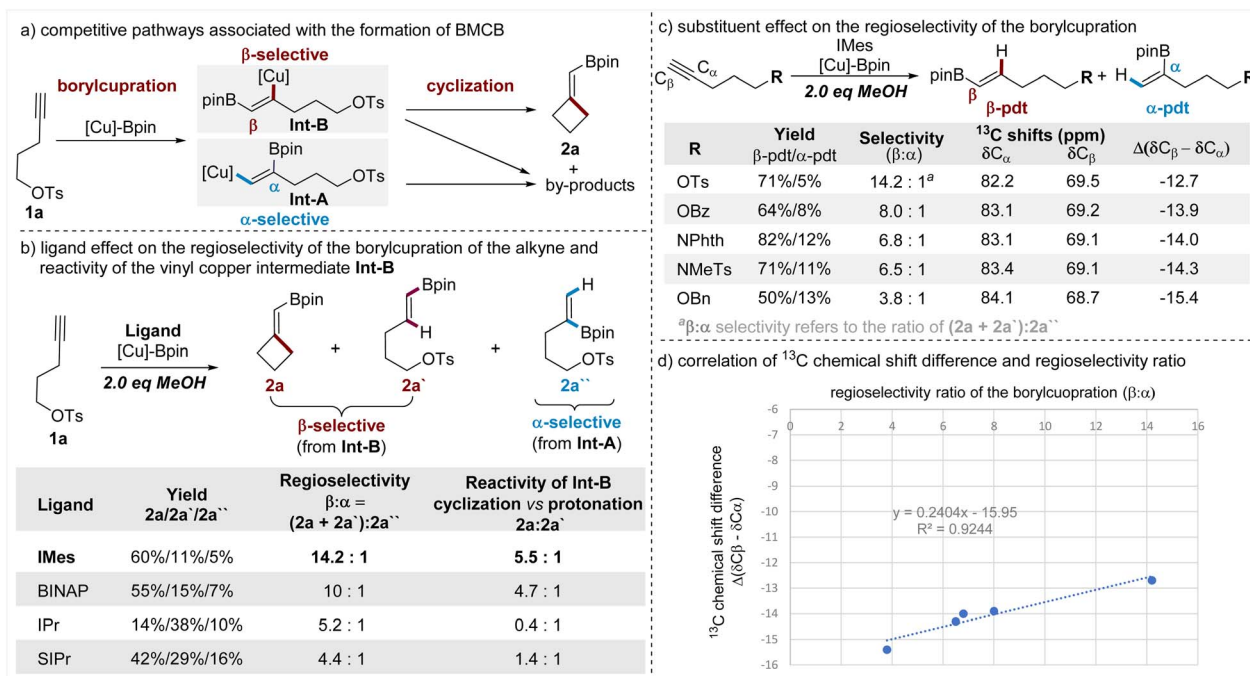 a) competitive pathways associated with the formation of BMCB
β-selective
[Cu]
borylcupration
pinB
OTs
β
Int-B
cyclization
Bpin
2a
+
by-products
[Cu]-Bpin
OTs
1a
Bpin
[Cu]
OTs
α
Int-A
α-selective
b) ligand effect on the regioselectivity of the borylcupration of the alkyne and
reactivity of the vinyl copper intermediate Int-B
Ligand
[Cu]-Bpin
2.0 eq MeOH
OTs
1a
Bpin
2a
+
Bpin
H
OTs
2a`
+
H
Bpin
OTs
2a``
β-selective
(from Int-B)
α-selective
(from Int-A)
Ligand Yield 2a/2a`/2a`` Regioselectivity β:α = (2a + 2a`):2a`` Reactivity of Int-B cyclization vs protonation 2a:2a`
IMes 60%/11%/5% 14.2 : 1 5.5 : 1
BINAP 55%/15%/7% 10 : 1 4.7 : 1
IPr 14%/38%/10% 5.2 : 1 0.4 : 1
SIPr 42%/29%/16% 4.4 : 1 1.4 : 1
c) substituent effect on the regioselectivity of the borylcupration
Cβ
Cα
R
IMes
[Cu]-Bpin
2.0 eq MeOH
H
pinB
R
β
β-pdt
+
pinB
H
α
R
α-pdt
R Yield β-pdt/α-pdt Selectivity (β:α) ¹³C shifts (ppm) δCα δCβ Δ(δCβ – δCα)
OTs 71%/5% 14.2 : 1ᵃ 82.2 69.5 -12.7
OBz 64%/8% 8.0 : 1 83.1 69.2 -13.9
NPhth 82%/12% 6.8 : 1 83.1 69.1 -14.0
NMeTs 71%/11% 6.5 : 1 83.4 69.1 -14.3
OBn 50%/13% 3.8 : 1 84.1 68.7 -15.4
ᵃβ:α selectivity refers to the ratio of (2a + 2a`):2a``
d) correlation of ¹³C chemical shift difference and regioselectivity ratio
regioselectivity ratio of the borylcuopration (β:α)
0 2 4 6 8 10 12 14 16
-6
-7
-8
-9
-10
-11
-12
-13
-14
-15
-16
¹³C chemical shift difference
Δ(δCβ - δCα)
y = 0.2404x - 15.95
R² = 0.9244